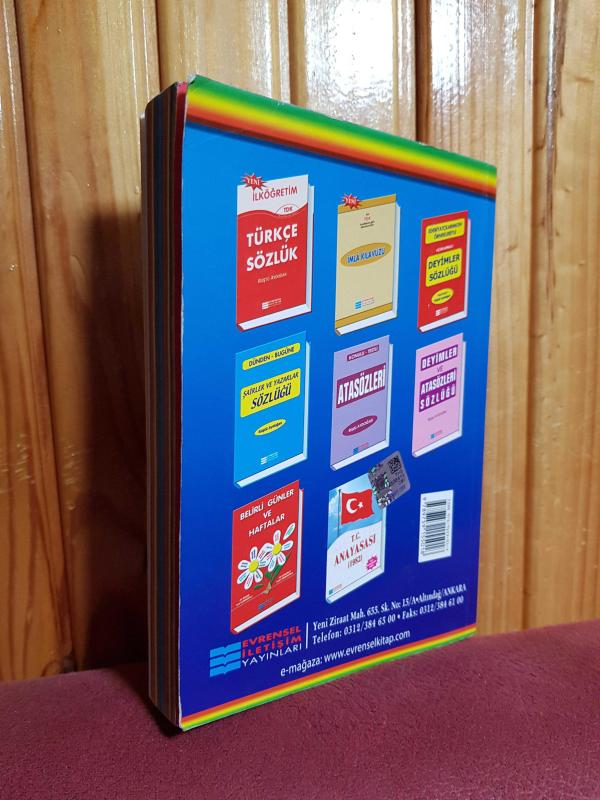 YENİ
İLKÖĞRETİM
TDK
TÜRKÇE
SÖZLÜK
YENİ
TDK
İMLA KILAVUZU
DEYİMLER
SÖZLÜĞÜ
DÜNDEN - BUGÜNE
ŞAİRLER VE YAZARLAR
SÖZLÜĞÜ
ATASÖZLERİ
DEYİMLER
VE
ATASÖZLERİ
SÖZLÜĞÜ
BELİRLİ GÜNLER
VE
HAFTALAR
T.C.
ANAYASASI
(1982)
EVRENSEL
İLETİŞİM
YAYINLARI
Yeni Ziraat Mah. 655. Sk. No: 15/A•Altındağ/ANKARA
Telefon: 0312/384 65 00 • Faks: 0312/384 61 00
e-mağaza: www.evrenselkitap.com